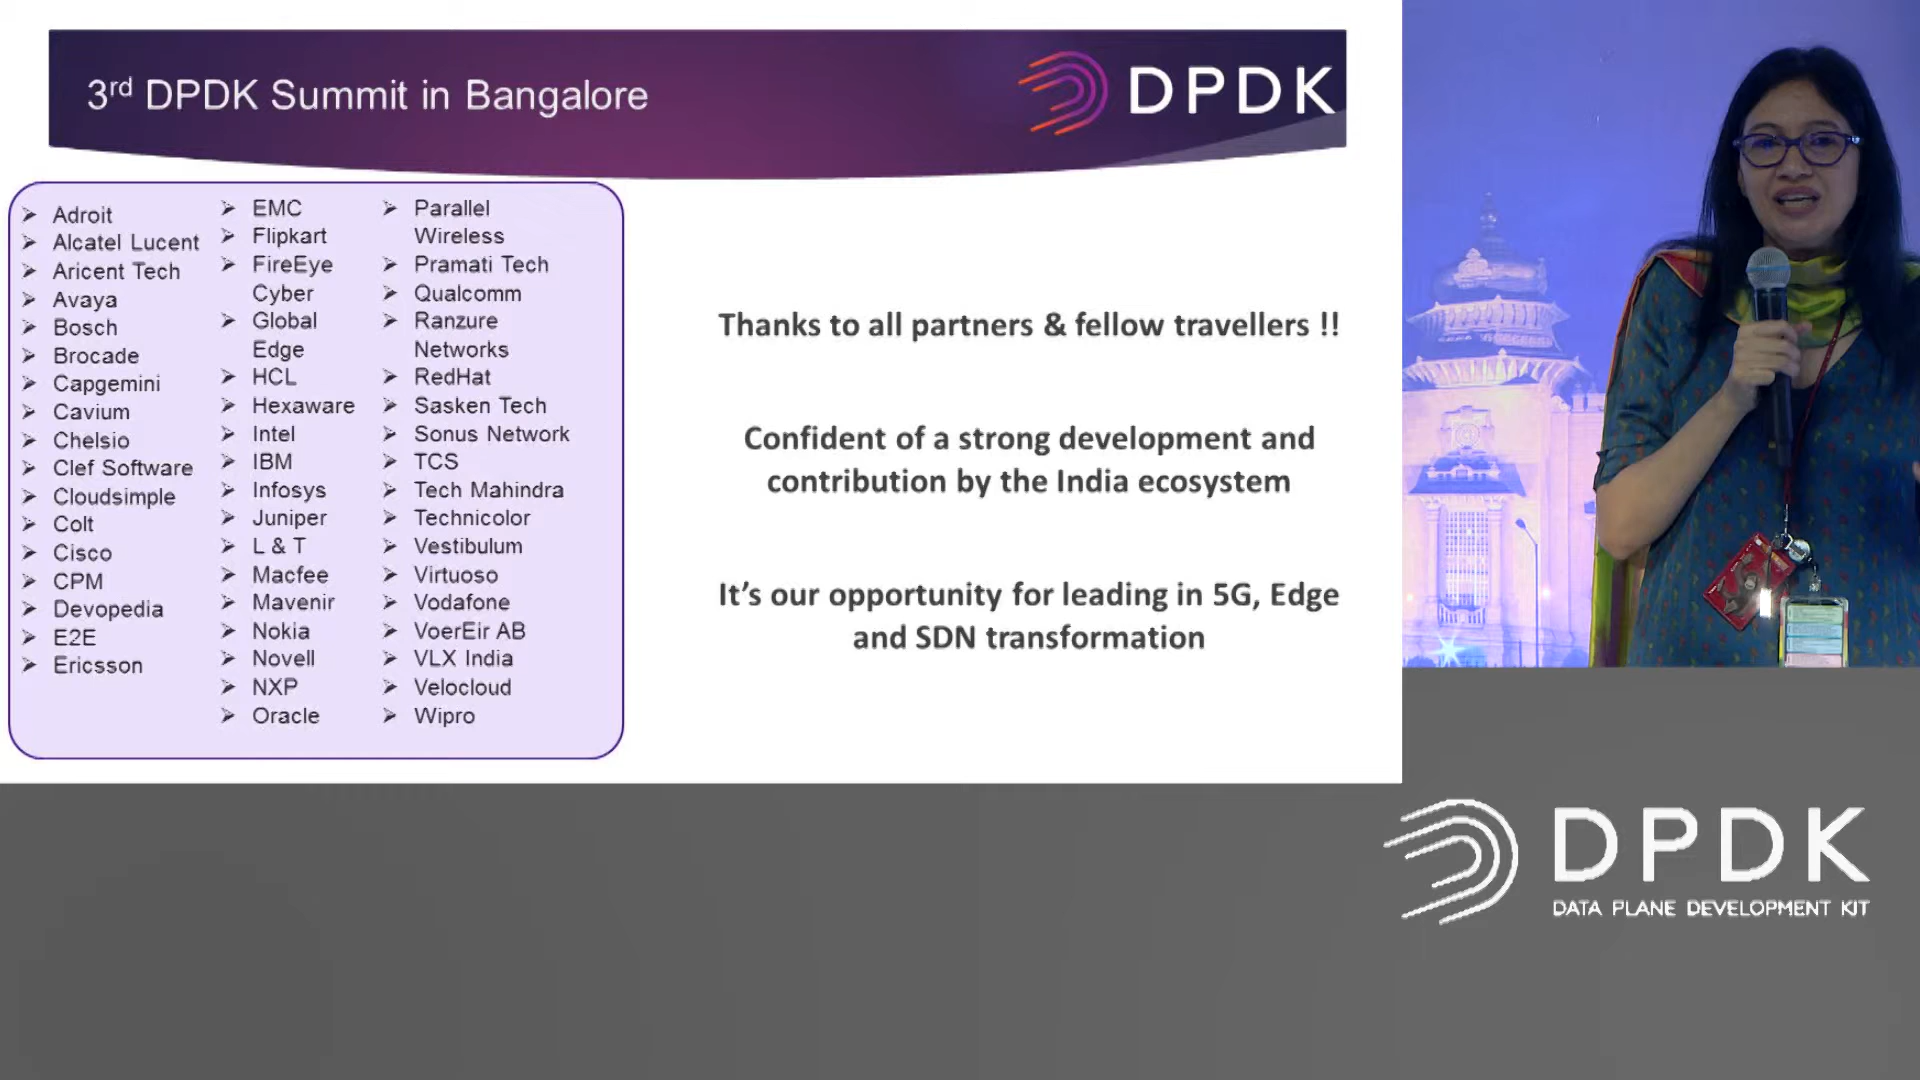 3rd DPDK Summit in Bangalore
DPDK
Adroit
Alcatel Lucent
Aricent Tech
Avaya
Bosch
Brocade
Capgemini
Cavium
Chelsio
Clef Software
Cloudsimple
Colt
Cisco
CPM
Devopedia
E2E
Ericsson
EMC
Flipkart
FireEye
Cyber
Global
Edge
HCL
Hexaware
Intel
IBM
Infosys
Juniper
L & T
Macfee
Mavenir
Nokia
Novell
NXP
Oracle
Parallel
Wireless
Pramati Tech
Qualcomm
Ranzure
Networks
RedHat
Sasken Tech
Sonus Network
TCS
Tech Mahindra
Technicolor
Vestibulum
Virtuoso
Vodafone
VoerEir AB
VLX India
Velocloud
Wipro
Thanks to all partners & fellow travellers !!
Confident of a strong development and
contribution by the India ecosystem
It’s our opportunity for leading in 5G, Edge
and SDN transformation
DPDK
DATA PLANE DEVELOPMENT KIT